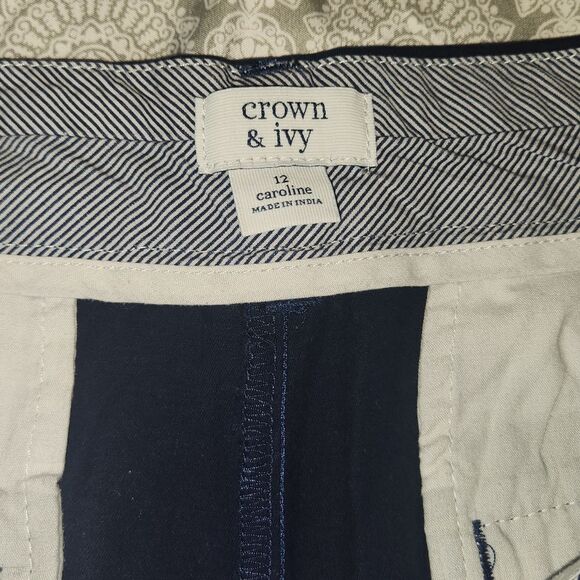 crown
& ivy
12
caroline
MADE IN INDIA